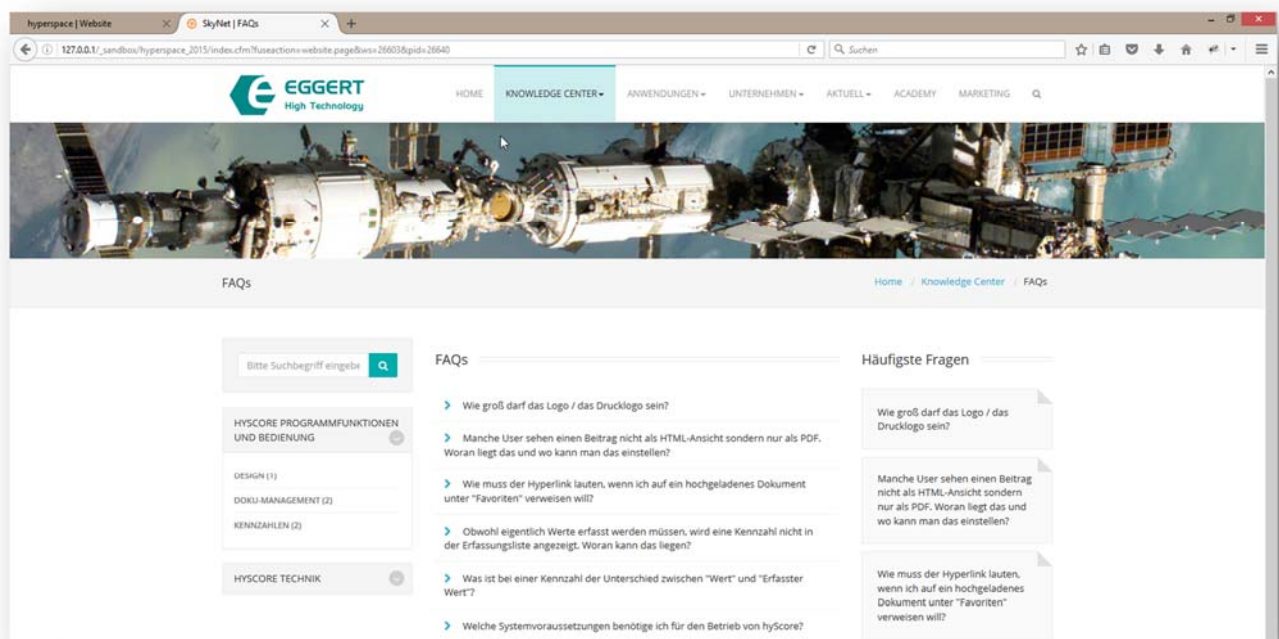 hyperspace | Website
SkyNet | FAQs
127.0.0.1/_sandbox/hyperspace_2015/index.cfm?fuseaction=website.page&ws=26603&pid=26640
Suchen
EGGERT
High Technology
HOME KNOWLEDGE CENTER ANWENDUNGEN UNTERNEHMEN AKTUELL ACADEMY MARKETING
FAQs
Home / Knowledge Center / FAQs
Bitte Suchbegriff eingebe
HYSCORE PROGRAMMFUNKTIONEN
UND BEDIENUNG
DESIGN (1)
DOKU-MANAGEMENT (2)
KENNZAHLEN (2)
HYSCORE TECHNIK
FAQs
Wie groß darf das Logo / das Drucklogo sein?
Manche User sehen einen Beitrag nicht als HTML-Ansicht sondern nur als PDF.
Woran liegt das und wo kann man das einstellen?
Wie muss der Hyperlink lauten, wenn ich auf ein hochgeladenes Dokument
unter "Favoriten" verweisen will?
Obwohl eigentlich Werte erfasst werden müssen, wird eine Kennzahl nicht in
der Erfassungsliste angezeigt. Woran kann das liegen?
Was ist bei einer Kennzahl der Unterschied zwischen "Wert" und "Erfasster
Wert"?
Welche Systemvoraussetzungen benötige ich für den Betrieb von hyScore?
Häufigste Fragen
Wie groß darf das Logo / das
Drucklogo sein?
Manche User sehen einen Beitrag
nicht als HTML-Ansicht sondern
nur als PDF. Woran liegt das und
wo kann man das einstellen?
Wie muss der Hyperlink lauten,
wenn ich auf ein hochgeladenes
Dokument unter "Favoriten"
verweisen will?